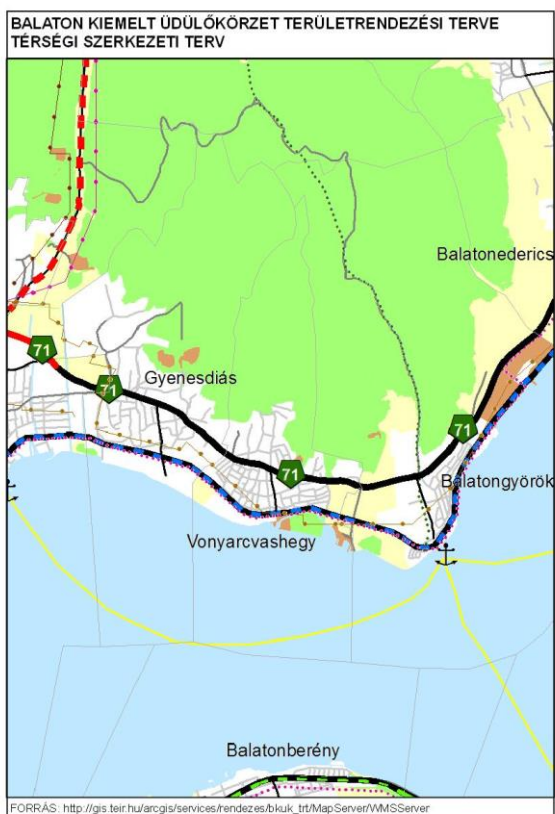 BALATON KIEMELT ÜDÜLŐKÖRZET TERÜLETRENDEZÉSI TERVE
TÉRSÉGI SZERKEZETI TERV
Balatonederics
71
71
Gyenesdiás
71
71
Balatongyörök
Vonyarcvashegy
Balatonberény
FORRÁS: http://gis.teir.hu/arcgis/services/rendezes/bkuk_trt/MapServer/WMSServer